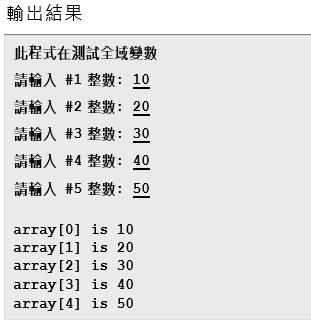 輸出結果
此程式在測試全域變數
請輸入 #1 整數: 10
請輸入 #2 整數: 20
請輸入 #3 整數: 30
請輸入 #4 整數: 40
請輸入 #5 整數: 50
array[0] is 10
array[1] is 20
array[2] is 30
array[3] is 40
array[4] is 50